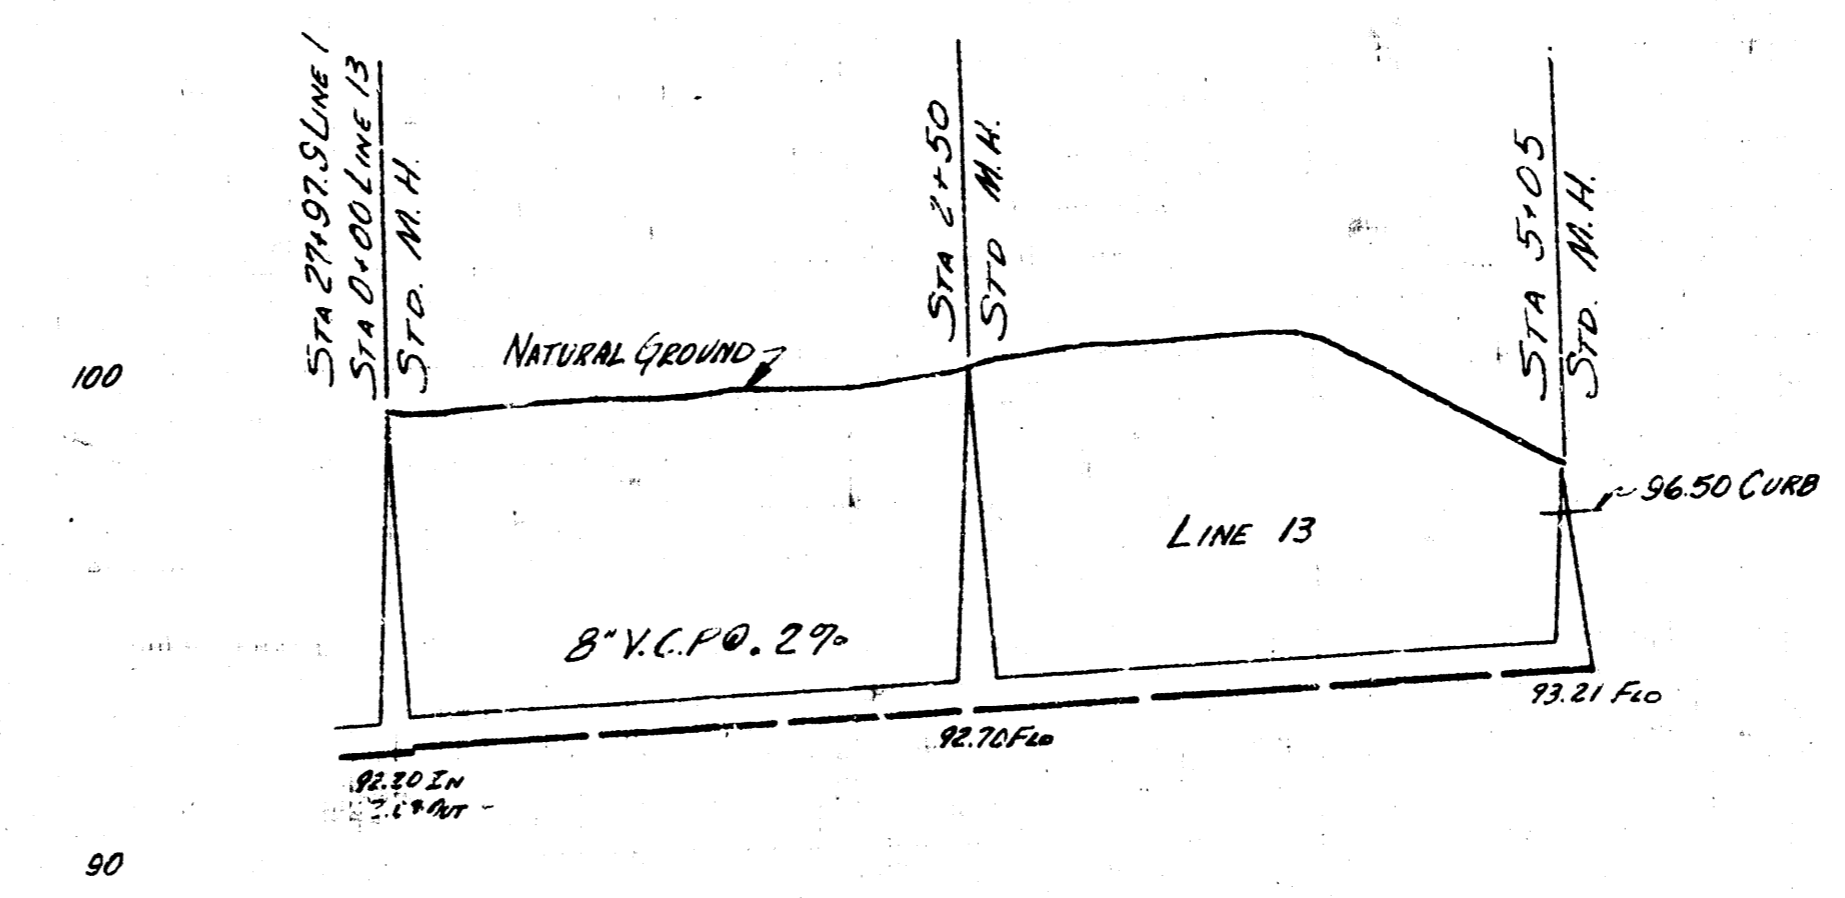 STA 27+97.9 LINE 1
STA 0+00 LINE 13
STD. M.H.
STA 2+50
STD M.H.
STA 5+05
STD. M.H.
NATURAL GROUND
100
96.50 CURB
LINE 13
8" V.C.P @ .2%
93.21 FLO
92.70 FLO
92.20 IN
OUT
90